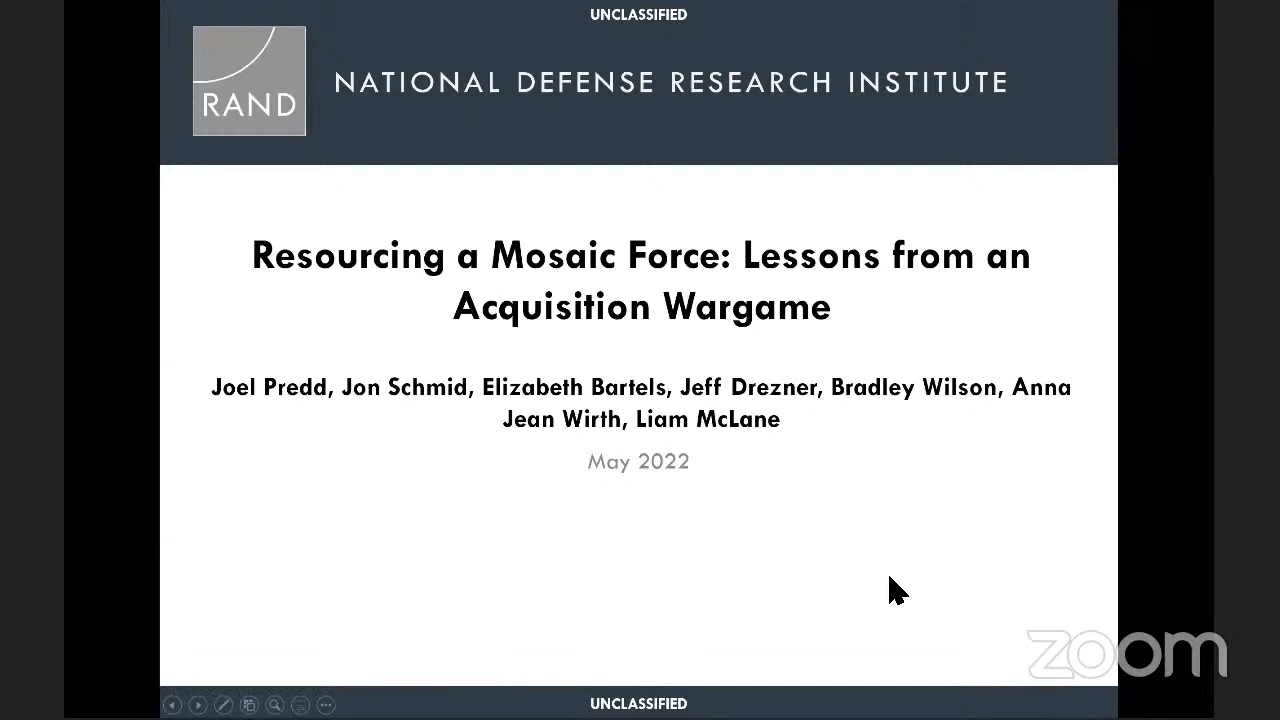 UNCLASSIFIED
RAND
NATIONAL DEFENSE RESEARCH INSTITUTE
Resourcing a Mosaic Force: Lessons from an
Acquisition Wargame
Joel Predd, Jon Schmid, Elizabeth Bartels, Jeff Drezner, Bradley Wilson, Anna
Jean Wirth, Liam McLane
May 2022
zoom
UNCLASSIFIED